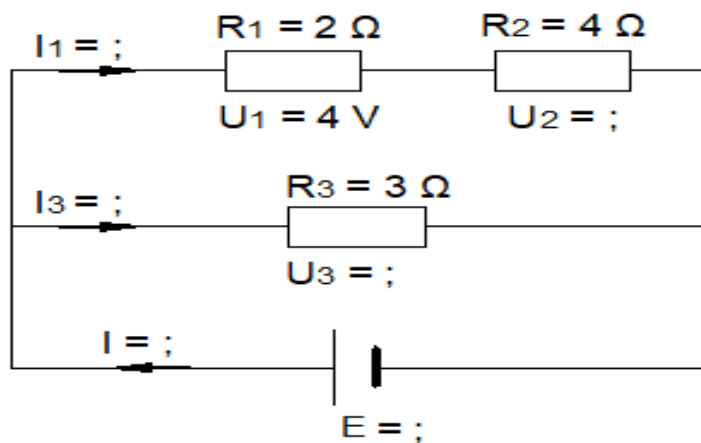 I1 = ; R1 = 2 Ω R2 = 4 Ω
U1 = 4 V U2 = ;
I3 = ; R3 = 3 Ω
U3 = ;
I = ;
E = ;